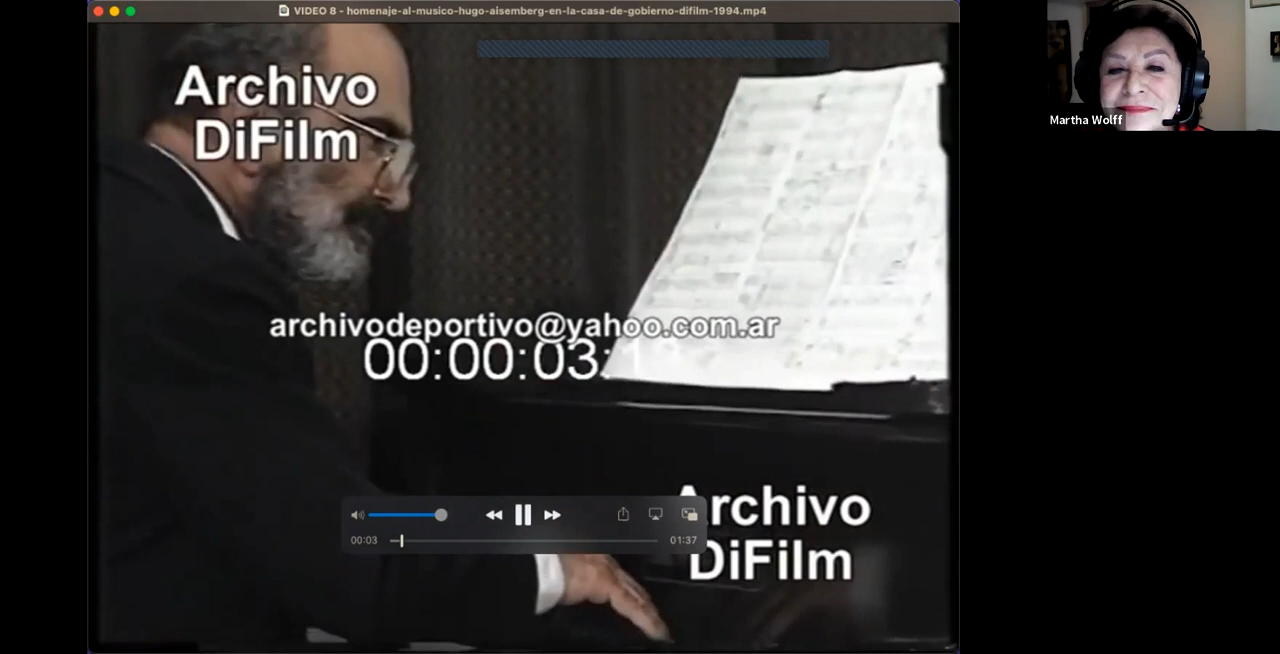 VIDEO 8 - homenaje-al-musico-hugo-aisemberg-en-la-casa-de-gobierno-difilm-1994.mp4
Archivo
DiFilm
Martha Wolff
archivodeportivo@yahoo.com.ar
00:00:03:
Archivo
DiFilm
00:03
01:37